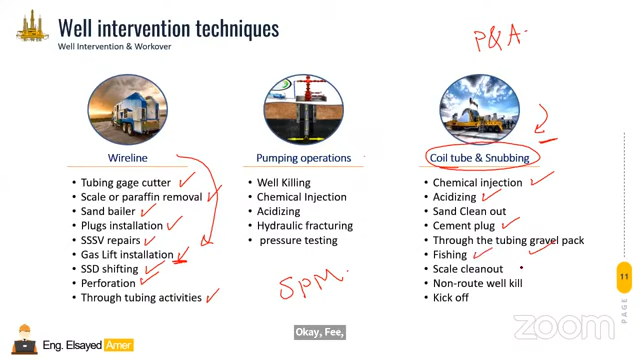 Well intervention techniques
Well Intervention & Workover
P&A
Wireline
Tubing gage cutter
Scale or paraffin removal
Sand bailer
Plugs installation
SSSV repairs
Gas Lift installation
SSD shifting
Perforation
Through tubing activities
Pumping operations
Well Killing
Chemical Injection
Acidizing
Hydraulic fracturing
pressure testing
SPM
Coil tube & Snubbing
Chemical injection
Acidizing
Sand Clean out
Cement plug
Through the tubing gravel pack
Fishing
Scale cleanout
Non-route well kill
Kick off
11
PAGE
Eng. Elsayed Amer
zoom
Okay, Fee,